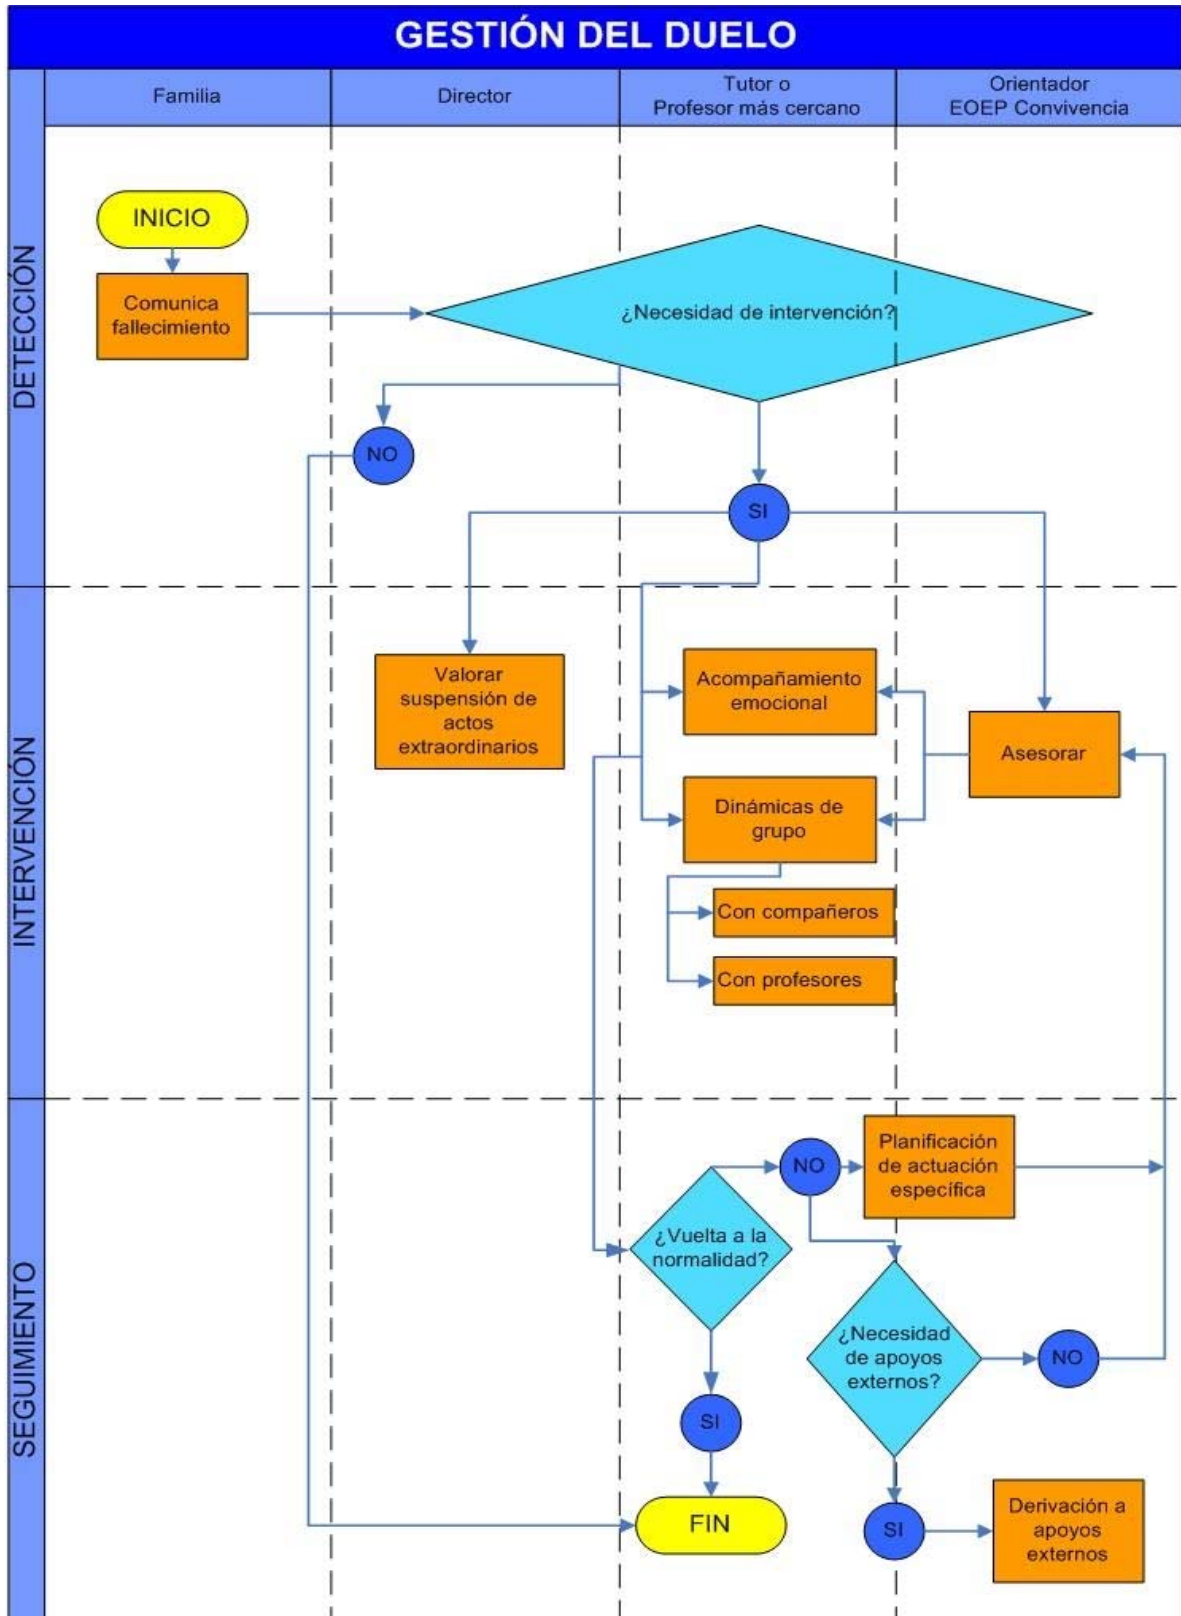 GESTIÓN DEL DUELO
Familia
Director
Tutor o
Profesor más cercano
Orientador
EOEP Convivencia
DETECCIÓN
INICIO
Comunica
fallecimiento
¿Necesidad de intervención?
NO
SI
INTERVENCIÓN
Valorar
suspensión de
actos
extraordinarios
Acompañamiento
emocional
Asesorar
Dinámicas de
grupo
Con compañeros
Con profesores
SEGUIMIENTO
NO
Planificación
de actuación
específica
¿Vuelta a la
normalidad?
¿Necesidad
de apoyos
externos?
NO
SI
FIN
SI
Derivación a
apoyos
externos